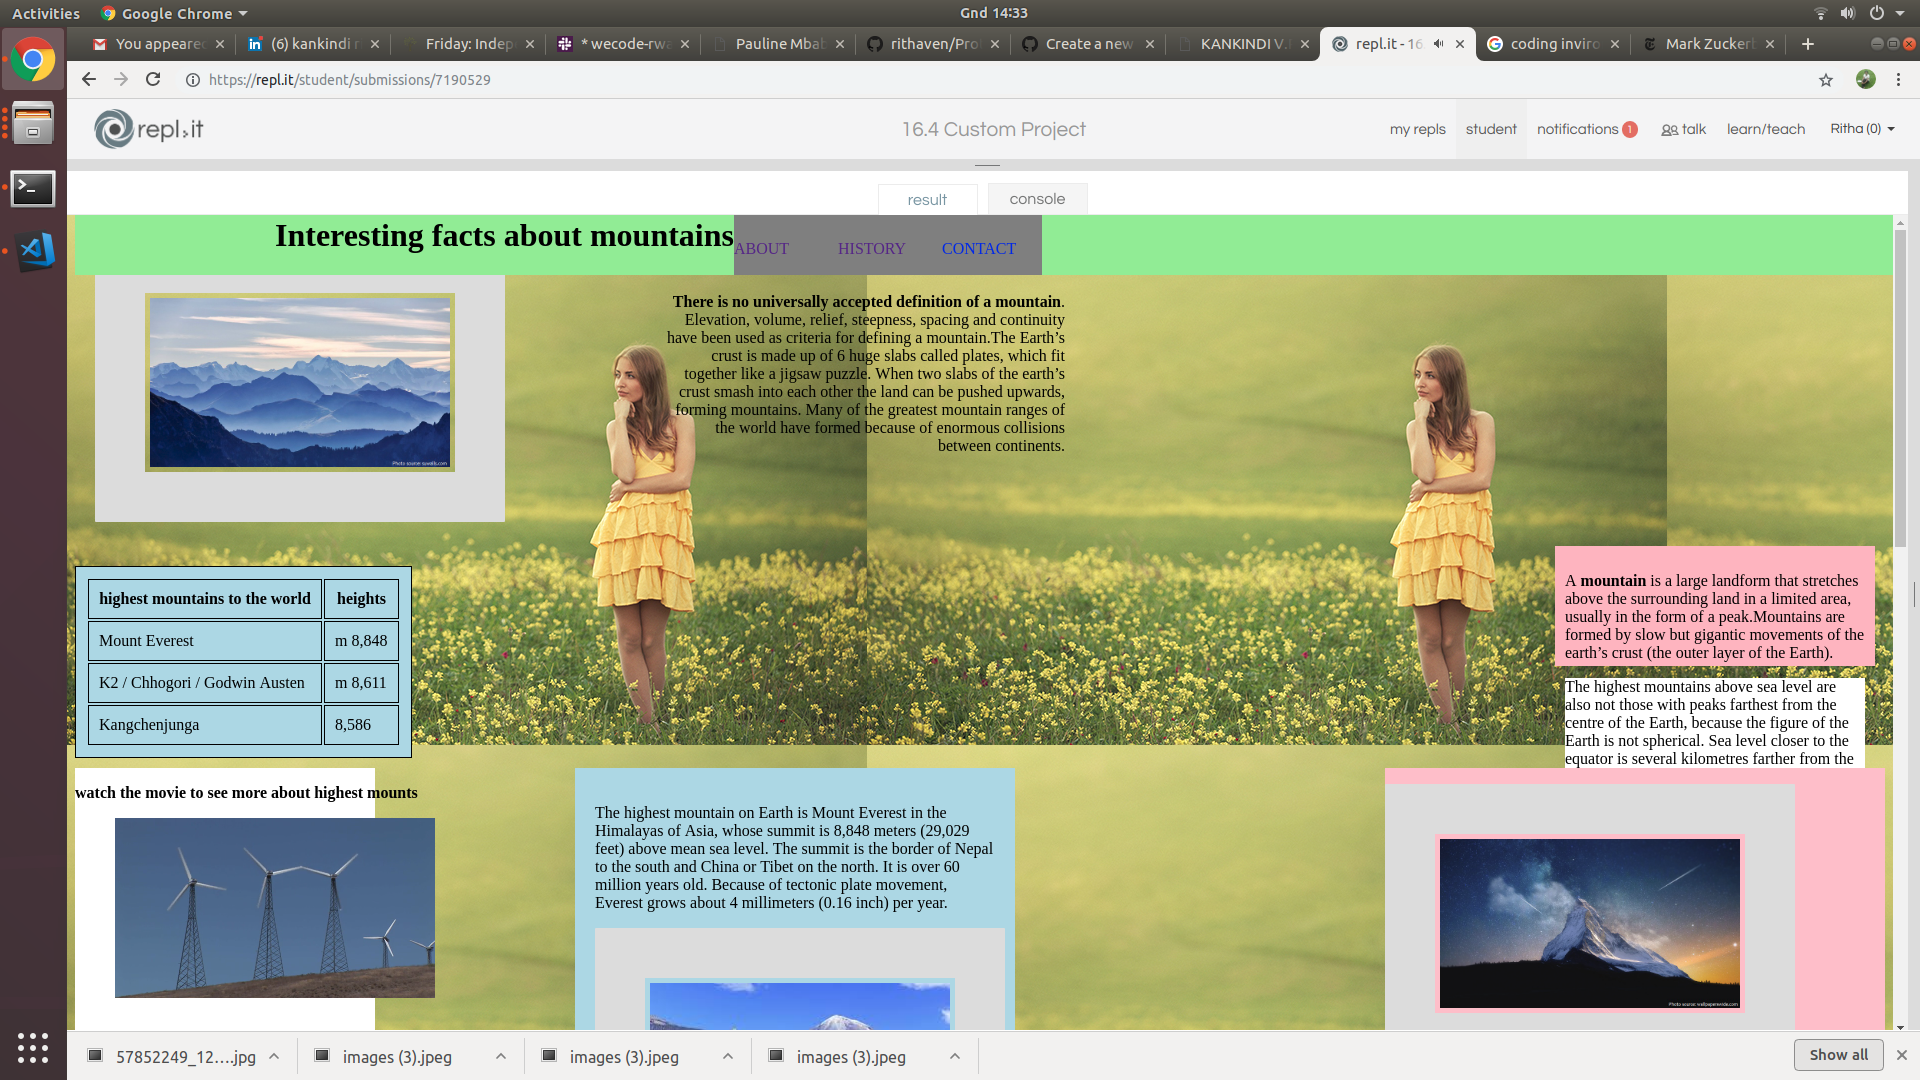 Activities
Google Chrome
Gnd 14:33
You appeared
(6) kankindi r
Friday: Indep
* wecode-rwa
Pauline Mbab
rithaven/Pro
Create a new
KANKINDI V.
repl.it - 16
coding inviro
Mark Zuckerb
https://repl.it/student/submissions/7190529
repl.it
16.4 Custom Project
my repls
student
notifications 1
talk
learn/teach
Ritha (0)
result
console
Interesting facts about mountains
ABOUT
HISTORY
CONTACT
There is no universally accepted definition of a mountain.
Elevation, volume, relief, steepness, spacing and continuity
have been used as criteria for defining a mountain.The Earth’s
crust is made up of 6 huge slabs called plates, which fit
together like a jigsaw puzzle. When two slabs of the earth’s
crust smash into each other the land can be pushed upwards,
forming mountains. Many of the greatest mountain ranges of
the world have formed because of enormous collisions
between continents.
Photo source: suwalls.com
highest mountains to the world
heights
Mount Everest
m 8,848
K2 / Chhogori / Godwin Austen
m 8,611
Kangchenjunga
8,586
A mountain is a large landform that stretches
above the surrounding land in a limited area,
usually in the form of a peak.Mountains are
formed by slow but gigantic movements of the
earth’s crust (the outer layer of the Earth).
The highest mountains above sea level are
also not those with peaks farthest from the
centre of the Earth, because the figure of the
Earth is not spherical. Sea level closer to the
equator is several kilometres farther from the
watch the movie to see more about highest mounts
The highest mountain on Earth is Mount Everest in the
Himalayas of Asia, whose summit is 8,848 meters (29,029
feet) above mean sea level. The summit is the border of Nepal
to the south and China or Tibet on the north. It is over 60
million years old. Because of tectonic plate movement,
Everest grows about 4 millimeters (0.16 inch) per year.
Photo source: wallpaperswide.com
57852249_12....jpg
images (3).jpeg
images (3).jpeg
images (3).jpeg
Show all